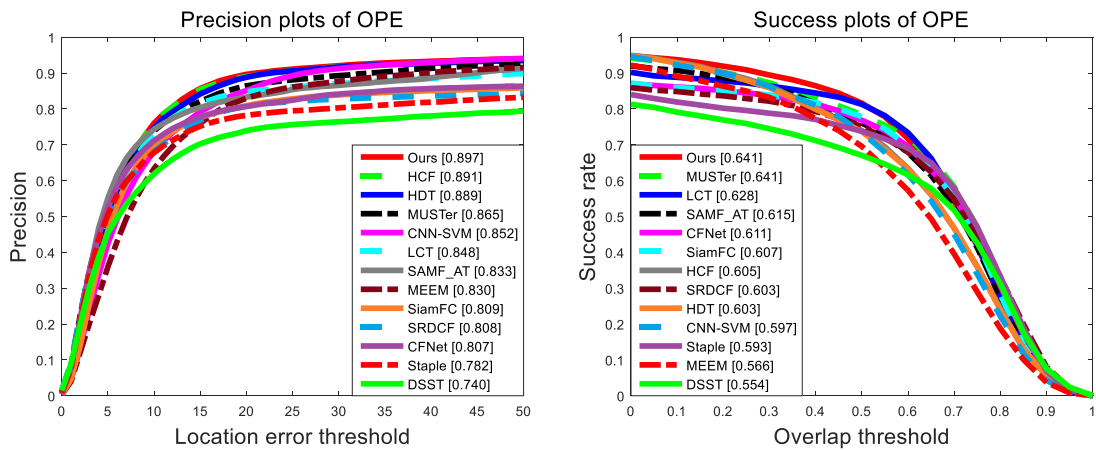 Precision plots of OPE
1
0.9
0.8
0.7
0.6
0.5
0.4
0.3
0.2
0.1
0
Precision
Ours [0.897]
HCF [0.891]
HDT [0.889]
MUSTer [0.865]
CNN-SVM [0.852]
LCT [0.848]
SAMF_AT [0.833]
MEEM [0.830]
SiamFC [0.809]
SRDCF [0.808]
CFNet [0.807]
Staple [0.782]
DSST [0.740]
0 5 10 15 20 25 30 35 40 45 50
Location error threshold
Success plots of OPE
1
0.9
0.8
0.7
0.6
0.5
0.4
0.3
0.2
0.1
0
Success rate
Ours [0.641]
MUSTer [0.641]
LCT [0.628]
SAMF_AT [0.615]
CFNet [0.611]
SiamFC [0.607]
HCF [0.605]
SRDCF [0.603]
HDT [0.603]
CNN-SVM [0.597]
Staple [0.593]
MEEM [0.566]
DSST [0.554]
0 0.1 0.2 0.3 0.4 0.5 0.6 0.7 0.8 0.9 1
Overlap threshold